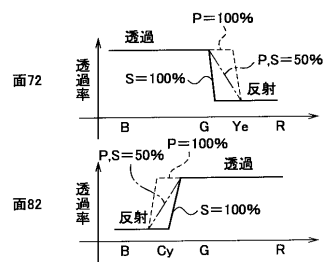 P=100%
透過
P,S=50%
S=100%
反射
面72
透過率
B G Ye R
P=100%
P,S=50%
透過
反射
S=100%
面82
透過率
B Cy G R